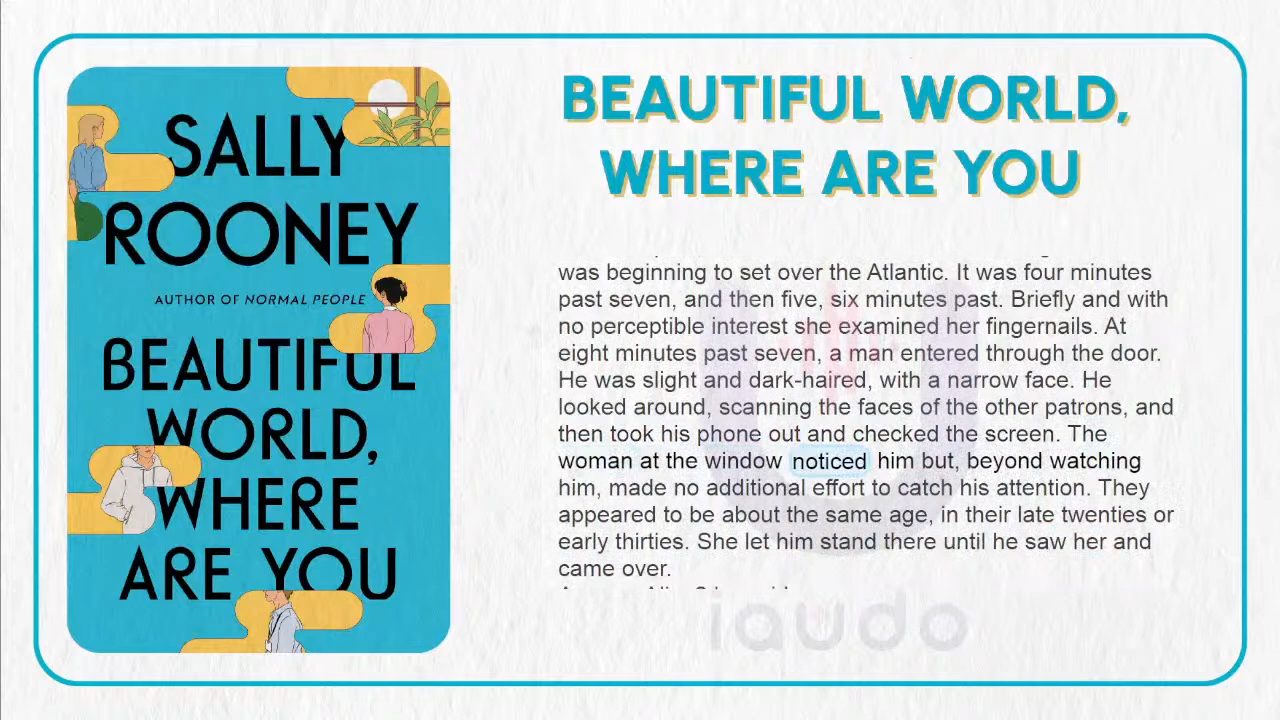 SALLY
ROONEY
AUTHOR OF NORMAL PEOPLE
BEAUTIFUL
WORLD,
WHERE
ARE YOU
BEAUTIFUL WORLD,
WHERE ARE YOU
was beginning to set over the Atlantic. It was four minutes
past seven, and then five, six minutes past. Briefly and with
no perceptible interest she examined her fingernails. At
eight minutes past seven, a man entered through the door.
He was slight and dark-haired, with a narrow face. He
looked around, scanning the faces of the other patrons, and
then took his phone out and checked the screen. The
woman at the window noticed him but, beyond watching
him, made no additional effort to catch his attention. They
appeared to be about the same age, in their late twenties or
early thirties. She let him stand there until he saw her and
came over.
iaudo